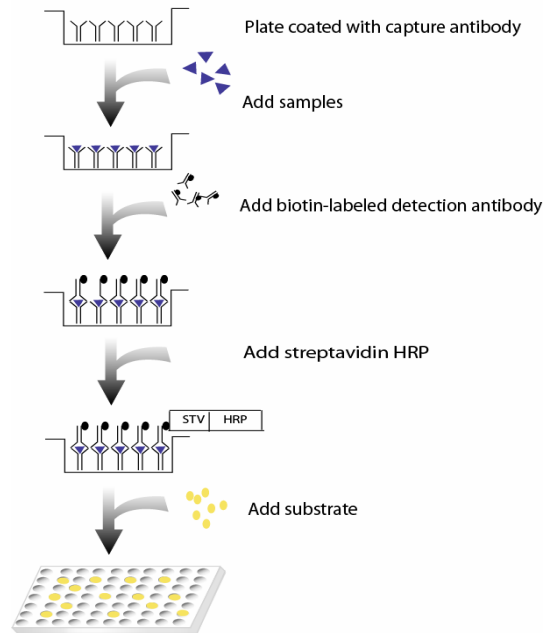 Plate coated with capture antibody
Add samples
Add biotin-labeled detection antibody
Add streptavidin HRP
STV HRP
Add substrate